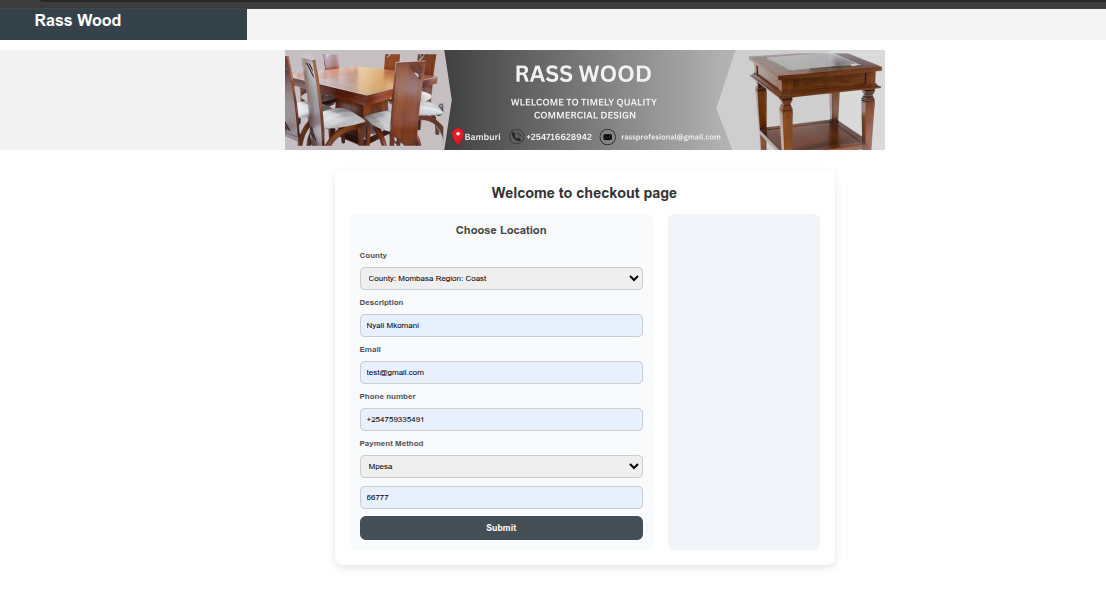 Rass Wood
RASS WOOD
WLELCOME TO TIMELY QUALITY
COMMERCIAL DESIGN
Bamburi +254716628942 rassprofesional@gmail.com
Welcome to checkout page
Choose Location
County
County: Mombasa Region: Coast
Description
Nyali Mkomani
Email
test@gmail.com
Phone number
+254759335491
Payment Method
Mpesa
66777
Submit